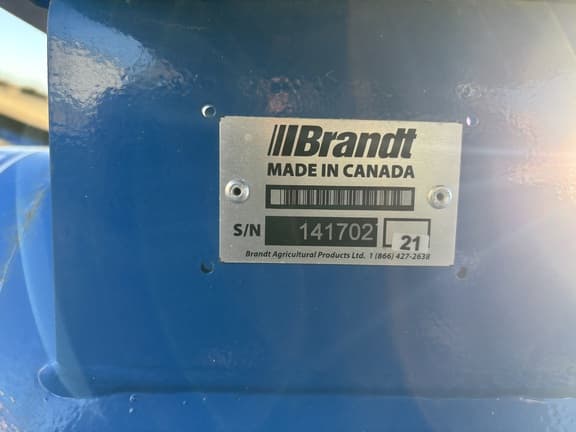 Brandt
MADE IN CANADA
S/N 141702 21
Brandt Agricultural Products Ltd. 1 (866) 427-2638